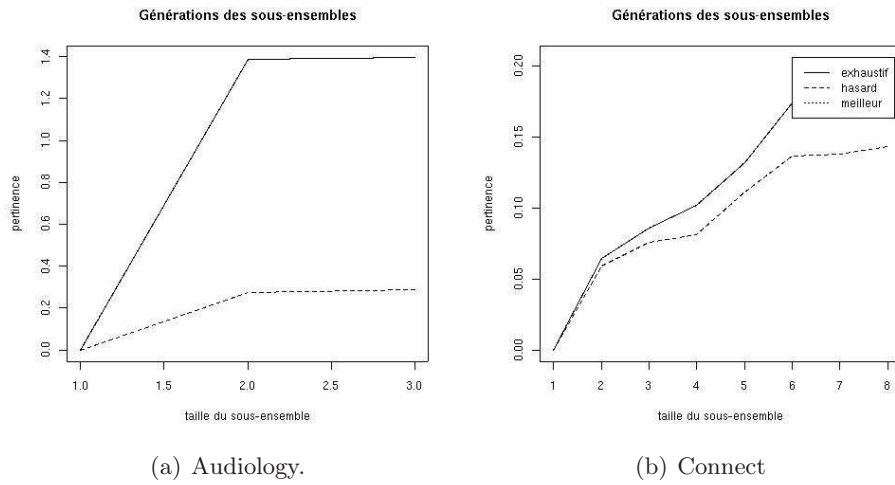 Générations des sous-ensembles
pertinence
1.4
1.2
1.0
0.8
0.6
0.4
0.2
0.0
1.0
1.5
2.0
2.5
3.0
taille du sous-ensemble
(a) Audiology.
Générations des sous-ensembles
pertinence
0.20
0.15
0.10
0.05
0.00
exhaustif
hasard
meilleur
1
2
3
4
5
6
7
8
taille du sous-ensemble
(b) Connect